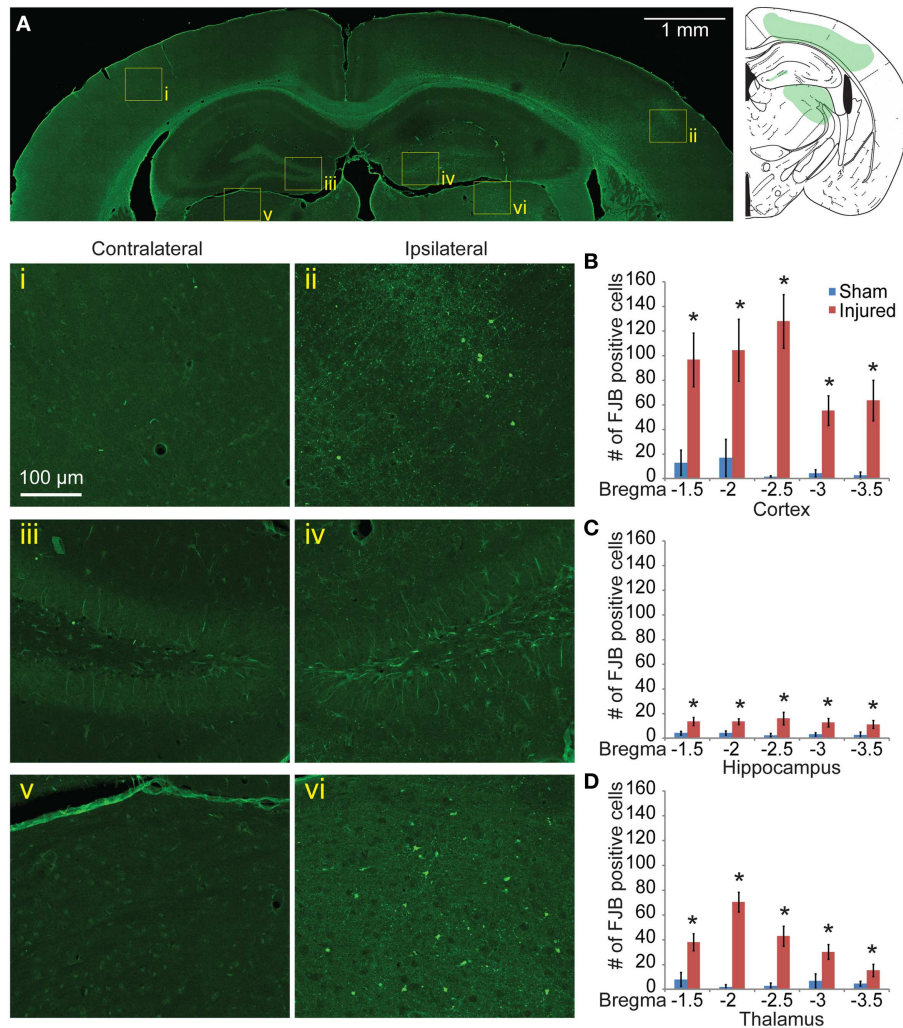 A
1 mm
i
ii
iii
iv
v
vi
Contralateral
Ipsilateral
i
ii
100 µm
iii
iv
v
vi
B
# of FJB positive cells
160
140
120
100
80
60
40
20
0
Sham
Injured
* * * * *
Bregma -1.5 -2 -2.5 -3 -3.5
Cortex
C
# of FJB positive cells
160
140
120
100
80
60
40
20
0
* * * * *
Bregma -1.5 -2 -2.5 -3 -3.5
Hippocampus
D
# of FJB positive cells
160
140
120
100
80
60
40
20
0
* * * * *
Bregma -1.5 -2 -2.5 -3 -3.5
Thalamus